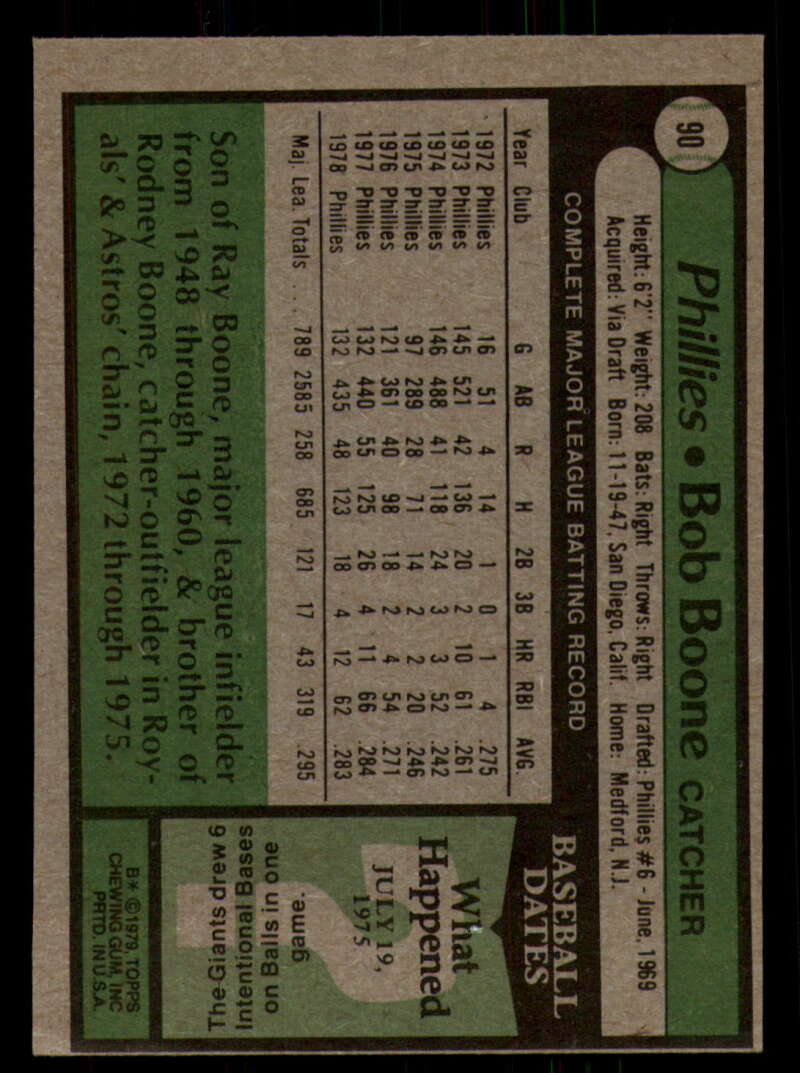 90
Phillies • Bob Boone CATCHER
Height: 6'2" Weight: 208 Bats: Right Throws: Right Drafted: Phillies #6 - June, 1969
Acquired: Via Draft Born: 11-19-47, San Diego, Calif. Home: Medford, N.J.
COMPLETE MAJOR LEAGUE BATTING RECORD
Year Club G AB R H 2B 3B HR RBI AVG.
1972 Phillies 16 51 4 14 1 0 1 4 .275
1973 Phillies 145 521 42 136 20 2 10 61 .261
1974 Phillies 146 488 41 118 24 3 3 52 .242
1975 Phillies 97 289 28 71 14 2 2 20 .246
1976 Phillies 121 361 40 98 18 2 4 54 .271
1977 Phillies 132 440 55 125 26 4 11 66 .284
1978 Phillies 132 435 48 123 18 4 12 62 .283
Maj. Lea. Totals . . . 789 2585 258 685 121 17 43 319 .295
Son of Ray Boone, major league infielder
from 1948 through 1960, & brother of
Rodney Boone, catcher-outfielder in Roy-
als' & Astros' chain, 1972 through 1975.
BASEBALL
DATES
What
Happened
JULY 19,
1975
?
The Giants drew 6
Intentional Bases
on Balls in one
game.
B* ©1979 TOPPS
CHEWING GUM, INC
PRTD. IN U.S.A.